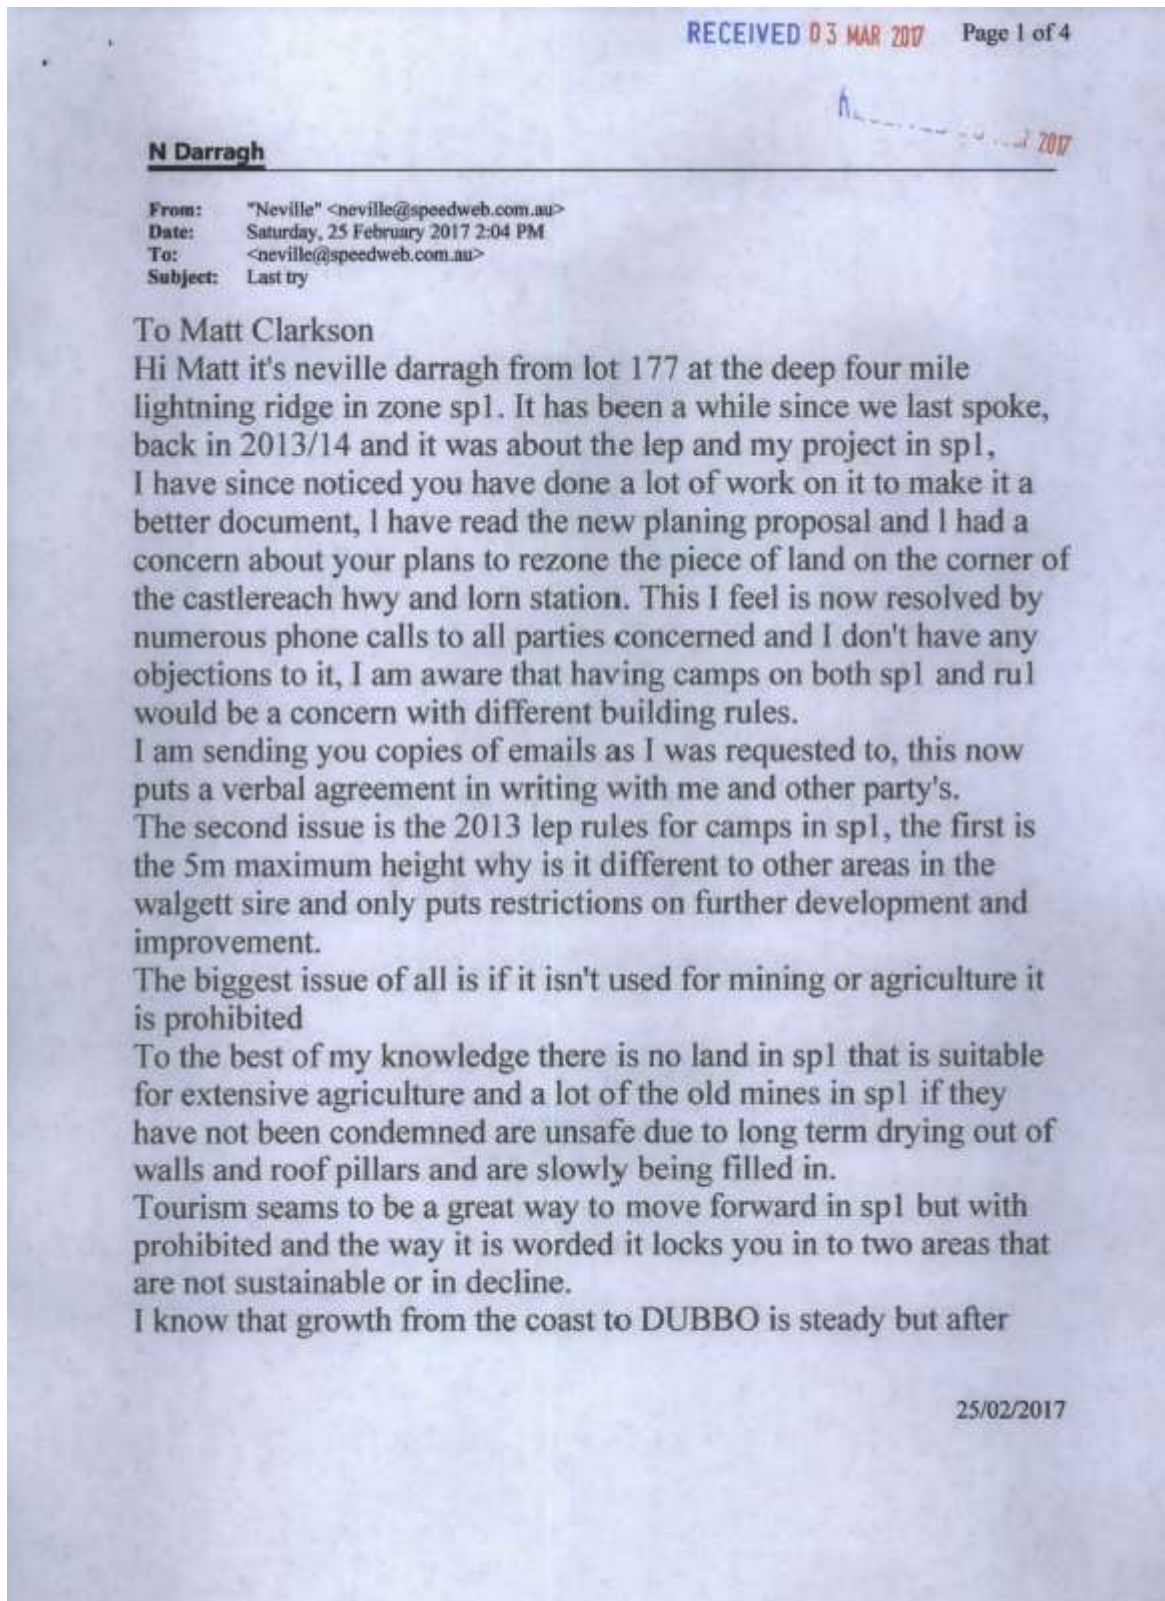 RECEIVED 03 MAR 2017 Page 1 of 4
2017
N Darragh
From: "Neville" <neville@speedweb.com.au>
Date: Saturday, 25 February 2017 2:04 PM
To: <neville@speedweb.com.au>
Subject: Last try
To Matt Clarkson
Hi Matt it's neville darragh from lot 177 at the deep four mile
lightning ridge in zone sp1. It has been a while since we last spoke,
back in 2013/14 and it was about the lep and my project in sp1,
I have since noticed you have done a lot of work on it to make it a
better document, I have read the new planing proposal and I had a
concern about your plans to rezone the piece of land on the corner of
the castlereach hwy and lorn station. This I feel is now resolved by
numerous phone calls to all parties concerned and I don't have any
objections to it, I am aware that having camps on both sp1 and ru1
would be a concern with different building rules.
I am sending you copies of emails as I was requested to, this now
puts a verbal agreement in writing with me and other party's.
The second issue is the 2013 lep rules for camps in sp1, the first is
the 5m maximum height why is it different to other areas in the
walgett sire and only puts restrictions on further development and
improvement.
The biggest issue of all is if it isn't used for mining or agriculture it
is prohibited
To the best of my knowledge there is no land in sp1 that is suitable
for extensive agriculture and a lot of the old mines in sp1 if they
have not been condemned are unsafe due to long term drying out of
walls and roof pillars and are slowly being filled in.
Tourism seams to be a great way to move forward in sp1 but with
prohibited and the way it is worded it locks you in to two areas that
are not sustainable or in decline.
I know that growth from the coast to DUBBO is steady but after
25/02/2017